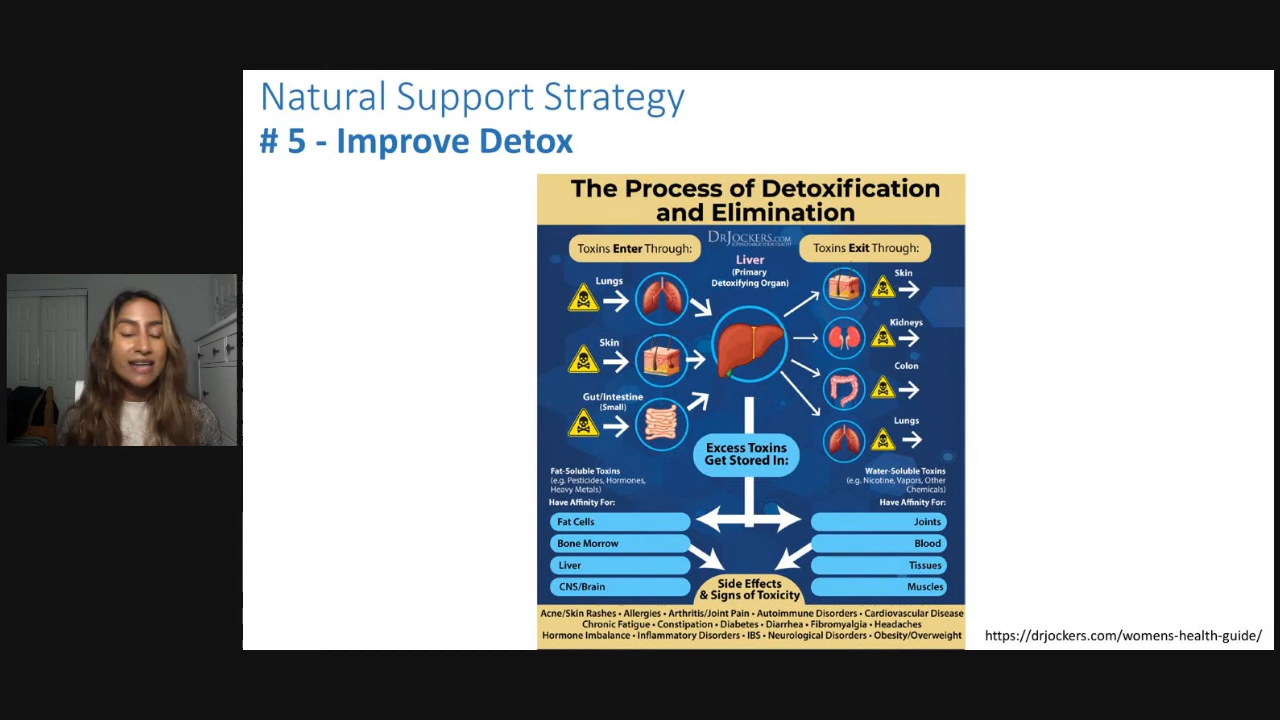 Natural Support Strategy
# 5 - Improve Detox
The Process of Detoxification
and Elimination
DRJOCKERS.COM
Toxins Enter Through:
Toxins Exit Through:
Liver
(Primary
Detoxifying Organ)
Lungs
Skin
Gut/Intestine
(Small)
Skin
Kidneys
Colon
Lungs
Excess Toxins
Get Stored In:
Fat-Soluble Toxins
(e.g. Pesticides, Hormones,
Heavy Metals)
Have Affinity For:
Water-Soluble Toxins
(e.g. Nicotine, Vapors, Other
Chemicals)
Have Affinity For:
Fat Cells
Bone Morrow
Liver
CNS/Brain
Joints
Blood
Tissues
Muscles
Side Effects
& Signs of Toxicity
Acne/Skin Rashes • Allergies • Arthritis/Joint Pain • Autoimmune Disorders • Cardiovascular Disease
Chronic Fatigue • Constipation • Diabetes • Diarrhea • Fibromyalgia • Headaches
Hormone Imbalance • Inflammatory Disorders • IBS • Neurological Disorders • Obesity/Overweight
https://drjockers.com/womens-health-guide/